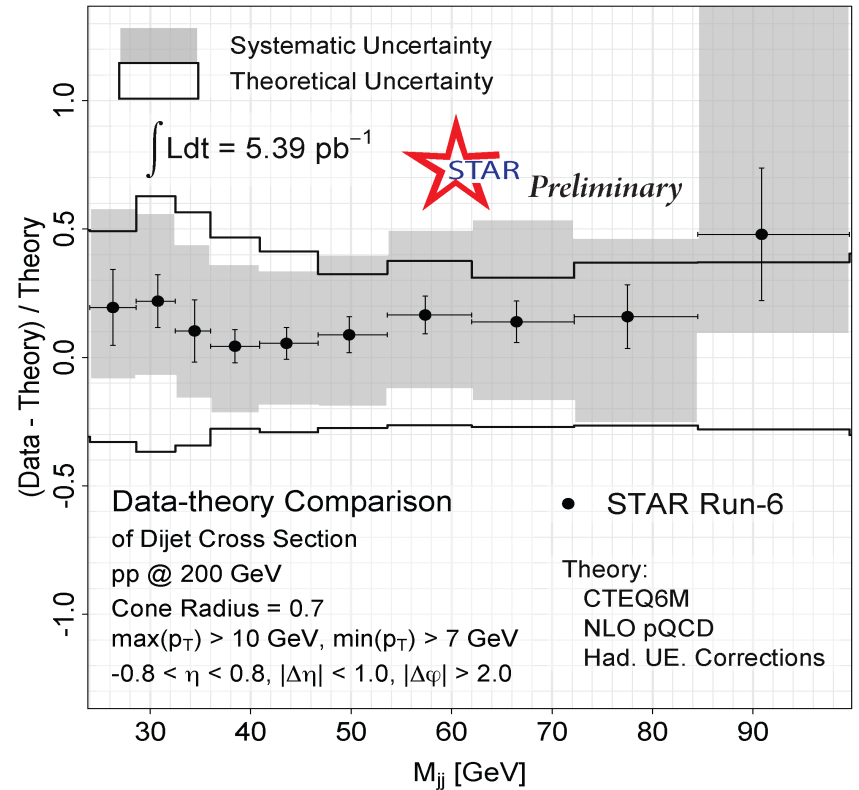 Systematic Uncertainty
Theoretical Uncertainty
∫ Ldt = 5.39 pb⁻¹
STAR Preliminary
(Data - Theory) / Theory
1.0
0.5
0.0
-0.5
-1.0
Data-theory Comparison
of Dijet Cross Section
pp @ 200 GeV
Cone Radius = 0.7
max(p_T) > 10 GeV, min(p_T) > 7 GeV
-0.8 < η < 0.8, |Δη| < 1.0, |Δφ| > 2.0
STAR Run-6
Theory:
CTEQ6M
NLO pQCD
Had. UE. Corrections
30 40 50 60 70 80 90
M_jj [GeV]